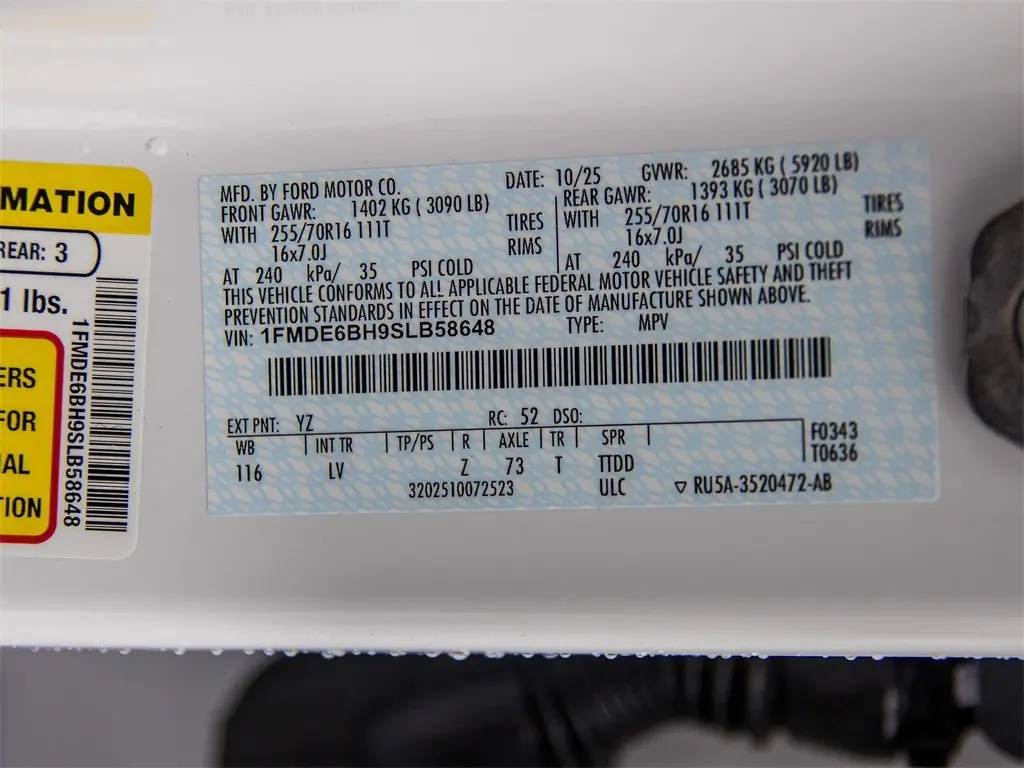 MATION
REAR: 3
1 lbs.
ERS
FOR
IAL
TION
1FMDE6BH9SLB58648
MFD. BY FORD MOTOR CO. DATE: 10/25 GVWR: 2685 KG ( 5920 LB)
FRONT GAWR: 1402 KG ( 3090 LB) REAR GAWR: 1393 KG ( 3070 LB)
WITH 255/70R16 111T TIRES WITH 255/70R16 111T TIRES
16x7.0J RIMS 16x7.0J RIMS
AT 240 kPa/ 35 PSI COLD AT 240 kPa/ 35 PSI COLD
THIS VEHICLE CONFORMS TO ALL APPLICABLE FEDERAL MOTOR VEHICLE SAFETY AND THEFT
PREVENTION STANDARDS IN EFFECT ON THE DATE OF MANUFACTURE SHOWN ABOVE.
VIN: 1FMDE6BH9SLB58648 TYPE: MPV
EXT PNT: YZ RC: 52 DSO:
WB INT TR TP/PS R AXLE TR SPR F0343
116 LV Z 73 T TTDD T0636
3202510072523 ULC ▽ RU5A-3520472-AB